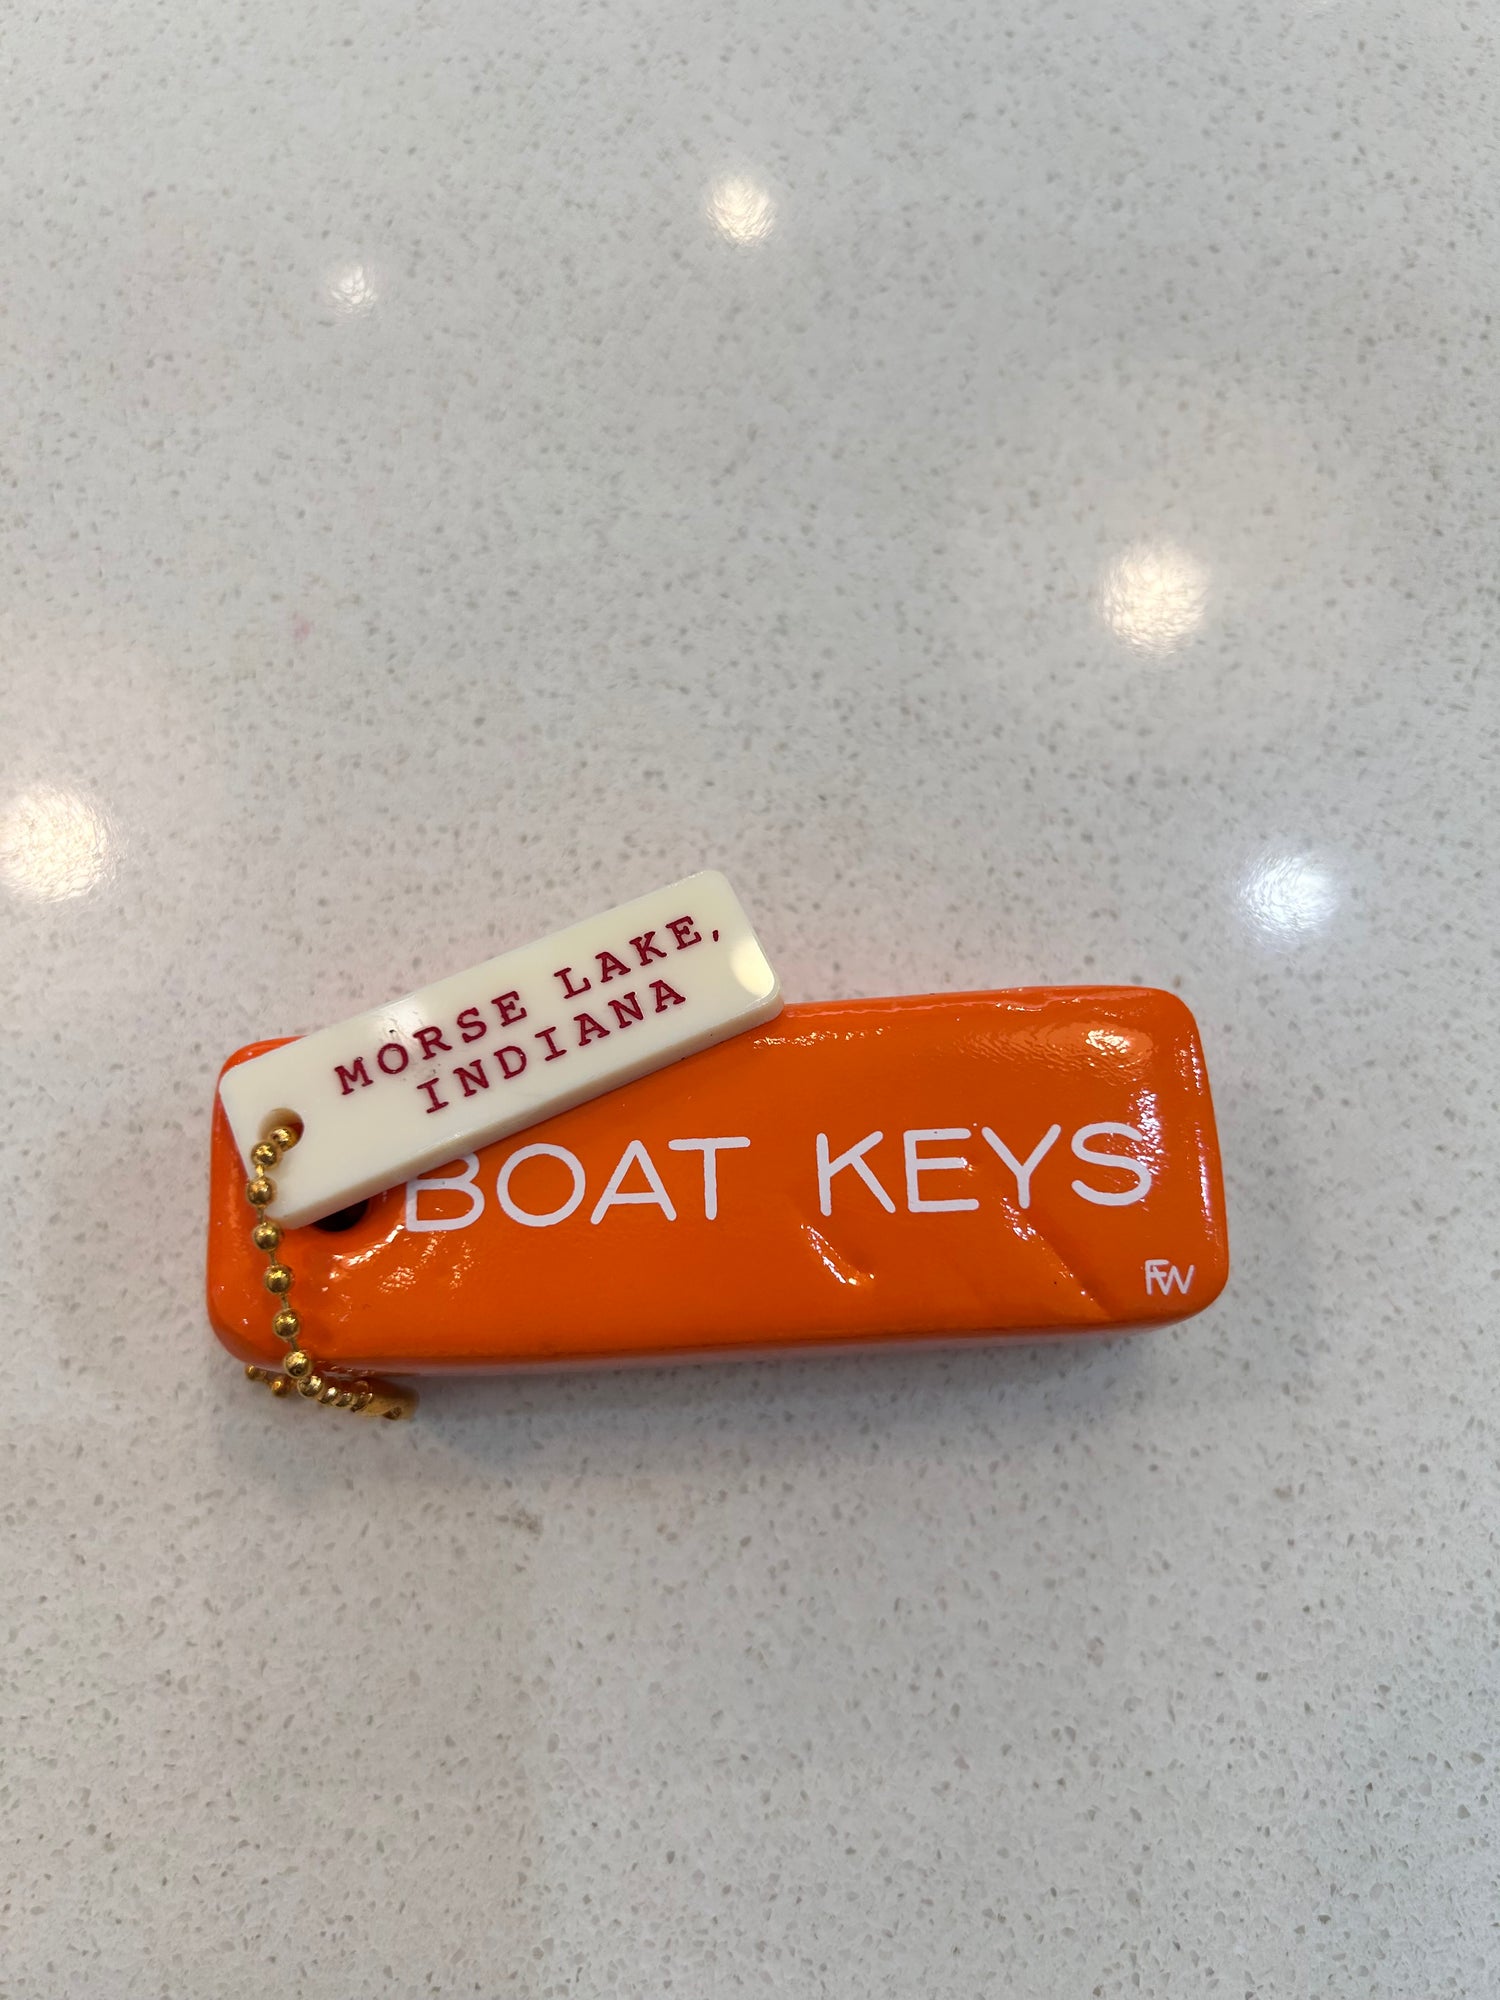 MORSE LAKE,
INDIANA
BOAT KEYS
FW